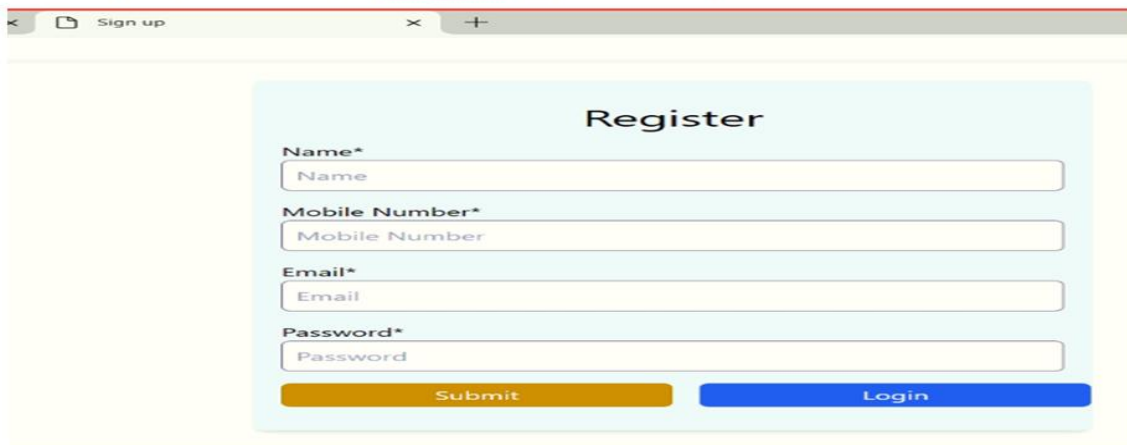 Sign up
Register
Name*
Name
Mobile Number*
Mobile Number
Email*
Email
Password*
Password
Submit Login